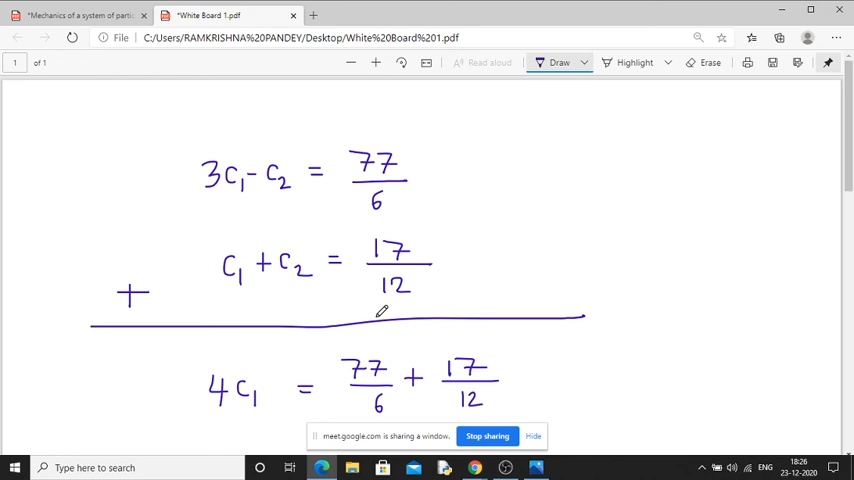 *Mechanics of a system of partic
*White Board 1.pdf
File C:/Users/RAMKRISHNA%20PANDEY/Desktop/White%20Board%201.pdf
1 of 1 Read aloud Draw Highlight Erase
3C₁ - C₂ = 77/6
C₁ + C₂ = 17/12
+
4C₁ = 77/6 + 17/12
meet.google.com is sharing a window. Stop sharing Hide
Type here to search
ENG
18:26
23-12-2020